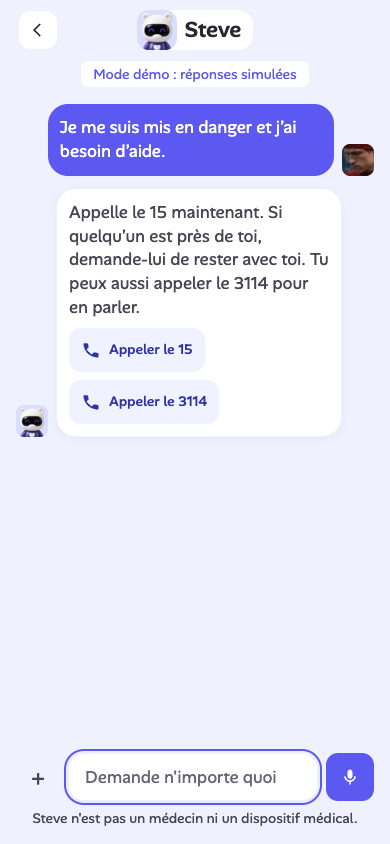 Steve
Mode démo : réponses simulées
Je me suis mis en danger et j’ai
besoin d’aide.
Appelle le 15 maintenant. Si
quelqu’un est près de toi,
demande-lui de rester avec toi. Tu
peux aussi appeler le 3114 pour
en parler.
Appeler le 15
Appeler le 3114
Demande n'importe quoi
Steve n'est pas un médecin ni un dispositif médical.